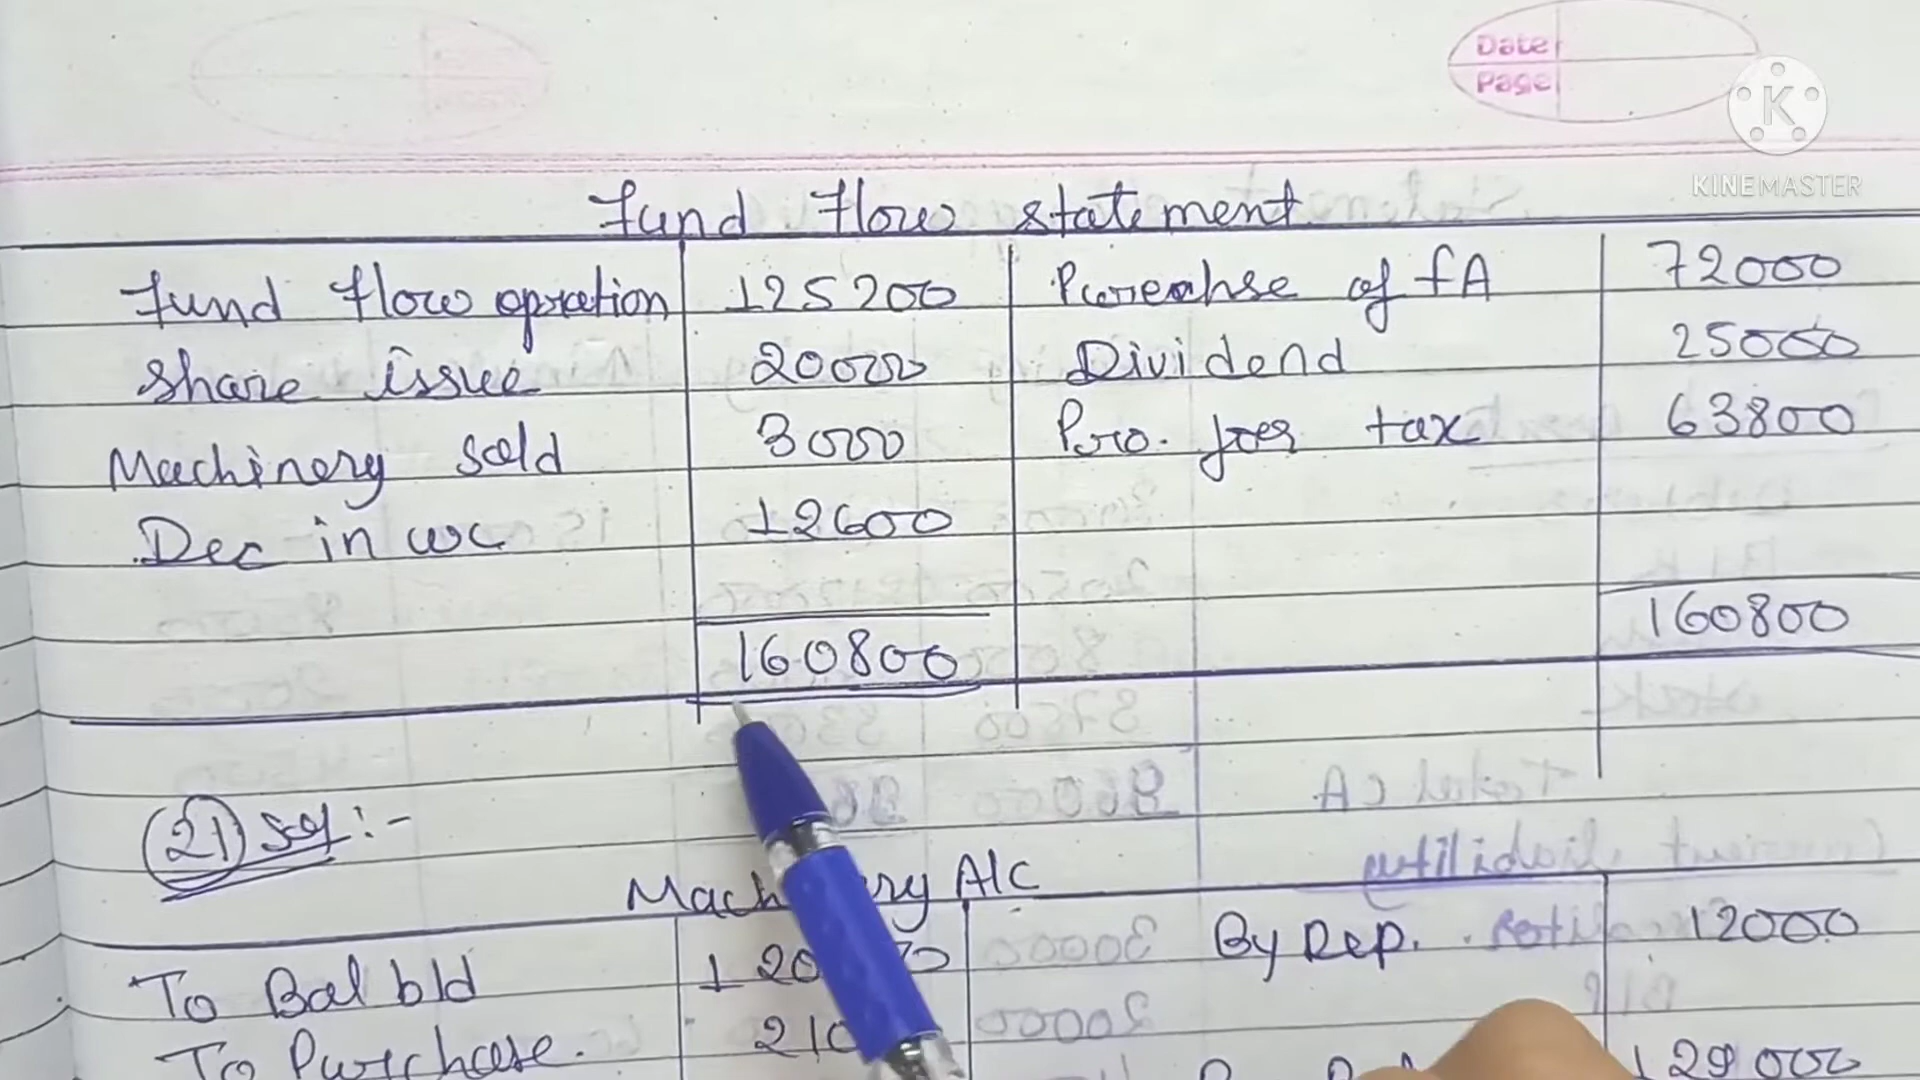 Date
Page
KINEMASTER
Fund Flow statement
Fund Flow opration 125200 Purcahse of FA 72000
Share issue 20000 Dividend 25000
Machinery sold 3000 Pro. for tax 63800
Dec in wc 12600
160800 160800
(21) sol :-
Machinery A/c
To Bal b/d By Dep. 12000
To Purchase. 129000